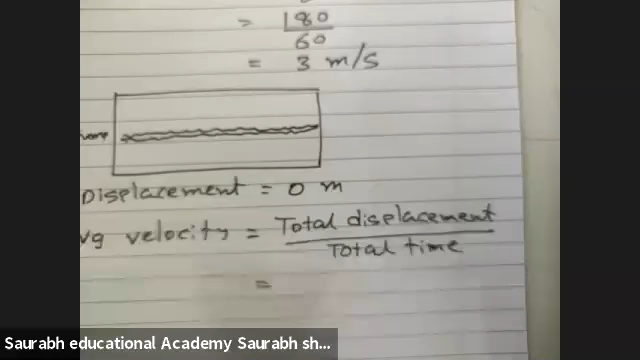 = 180
60
= 3 m/s
Displacement = 0 m
vg velocity = Total displacement
Total time
=
Saurabh educational Academy Saurabh sh...